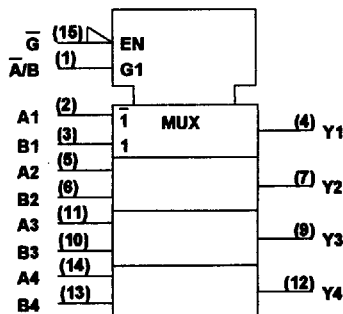 G̅ (15) EN
A̅/B (1) G1
A1 (2) 1̅ MUX (4) Y1
B1 (3) 1
A2 (5) (7) Y2
B2 (6)
A3 (11) (9) Y3
B3 (10)
A4 (14) (12) Y4
B4 (13)